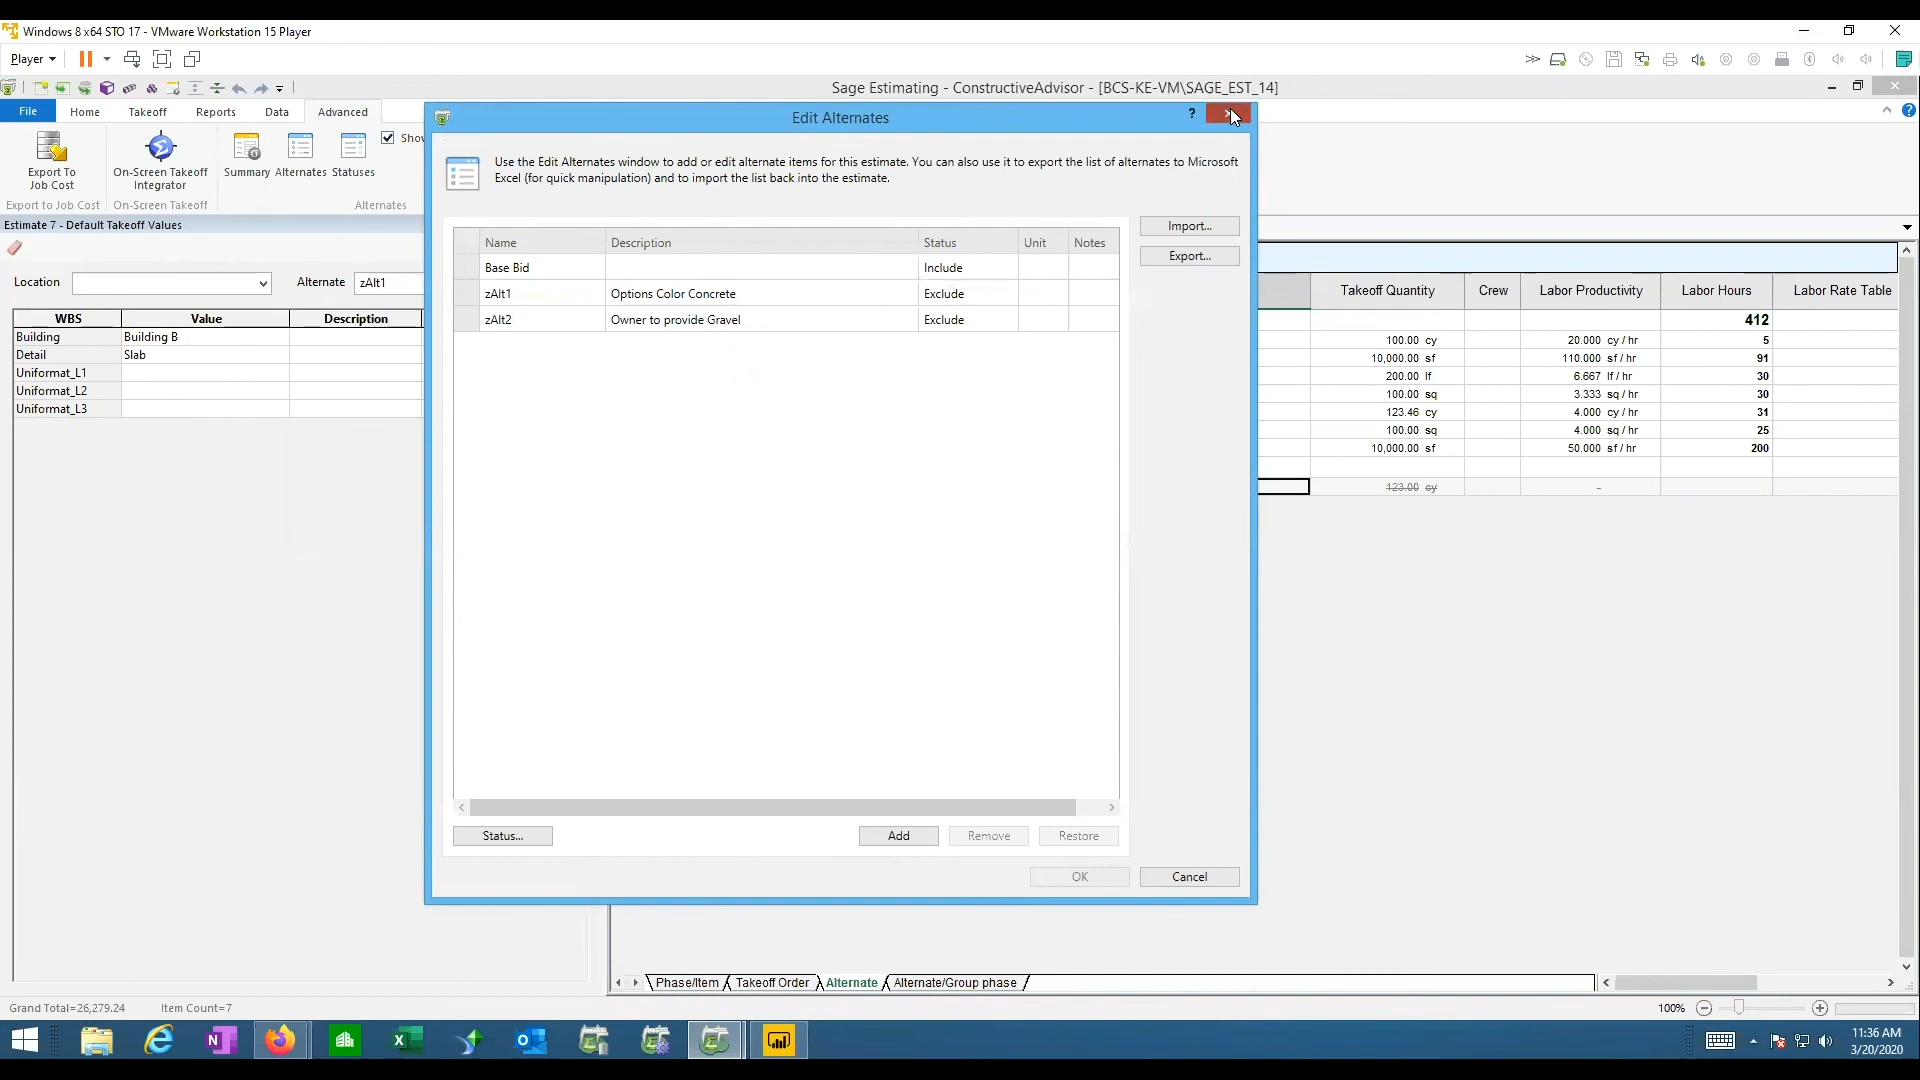 Windows 8 x64 STO 17 - VMware Workstation 15 Player
Player
Sage Estimating - ConstructiveAdvisor - [BCS-KE-VM\SAGE_EST_14]
File Home Takeoff Reports Data Advanced
Edit Alternates
?
Show
Export To
Job Cost
On-Screen Takeoff
Integrator
Summary Alternates Statuses
Export to Job Cost On-Screen Takeoff Alternates
Use the Edit Alternates window to add or edit alternate items for this estimate. You can also use it to export the list of alternates to Microsoft
Excel (for quick manipulation) and to import the list back into the estimate.
Estimate 7 - Default Takeoff Values
Import...
Export...
Location Alternate zAlt1
WBS Value Description
Building Building B
Detail Slab
Uniformat_L1
Uniformat_L2
Uniformat_L3
Name Description Status Unit Notes
Base Bid Include
zAlt1 Options Color Concrete Exclude
zAlt2 Owner to provide Gravel Exclude
Takeoff Quantity Crew Labor Productivity Labor Hours Labor Rate Table
412
100.00 cy 20.000 cy / hr 5
10,000.00 sf 110.000 sf / hr 91
200.00 lf 6.667 lf / hr 30
100.00 sq 3.333 sq / hr 30
123.46 cy 4.000 cy / hr 31
100.00 sq 4.000 sq / hr 25
10,000.00 sf 50.000 sf / hr 200
123.00 cy -
Status... Add Remove Restore
OK Cancel
Phase/Item Takeoff Order Alternate Alternate/Group phase
Grand Total=26,279.24 Item Count=7 100%
11:36 AM
3/20/2020